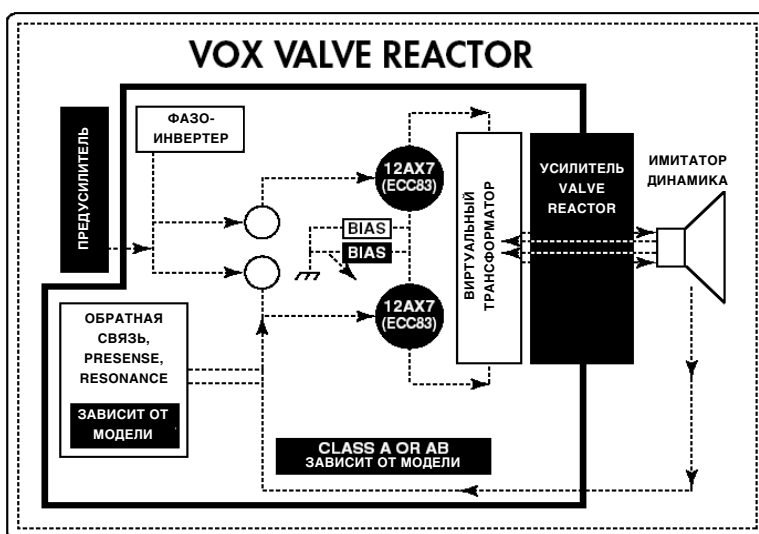 VOX VALVE REACTOR
ПРЕДУСИЛИТЕЛЬ
ФАЗО-
ИНВЕРТЕР
12AX7
(ECC83)
BIAS
BIAS
12AX7
(ECC83)
ВИРТУАЛЬНЫЙ
ТРАНСФОРМАТОР
УСИЛИТЕЛЬ
VALVE
REACTOR
ИМИТАТОР
ДИНАМИКА
ОБРАТНАЯ
СВЯЗЬ,
PRESENSE,
RESONANCE
ЗАВИСИТ ОТ
МОДЕЛИ
CLASS A OR AB
ЗАВИСИТ ОТ МОДЕЛИ